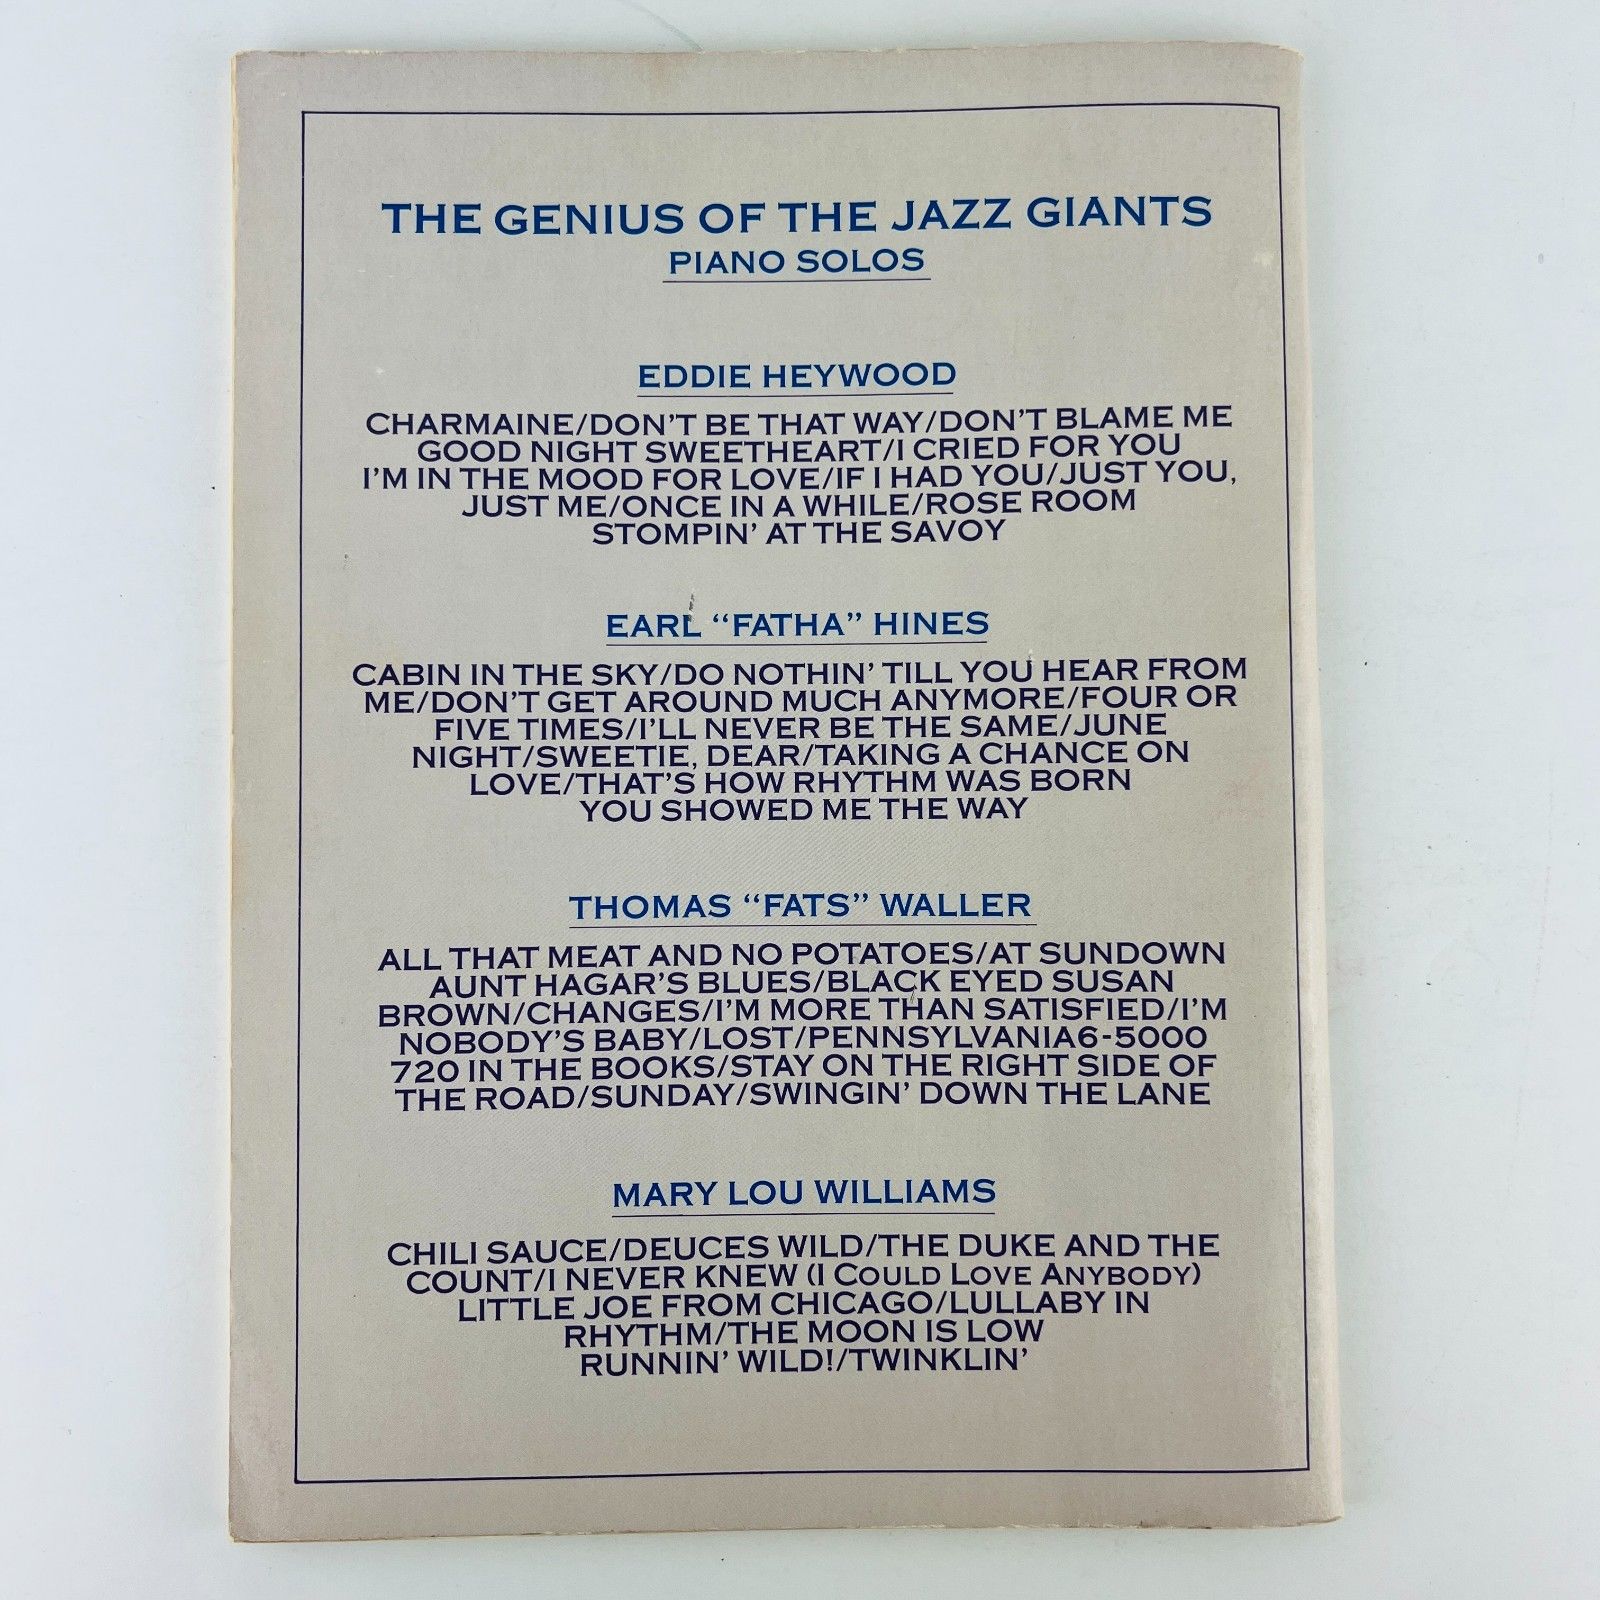 THE GENIUS OF THE JAZZ GIANTS
PIANO SOLOS
EDDIE HEYWOOD
CHARMAINE/DON'T BE THAT WAY/DON'T BLAME ME
GOOD NIGHT SWEETHEART/I CRIED FOR YOU
I'M IN THE MOOD FOR LOVE/IF I HAD YOU/JUST YOU,
JUST ME/ONCE IN A WHILE/ROSE ROOM
STOMPIN' AT THE SAVOY
EARL "FATHA" HINES
CABIN IN THE SKY/DO NOTHIN' TILL YOU HEAR FROM
ME/DON'T GET AROUND MUCH ANYMORE/FOUR OR
FIVE TIMES/I'LL NEVER BE THE SAME/JUNE
NIGHT/SWEETIE, DEAR/TAKING A CHANCE ON
LOVE/THAT'S HOW RHYTHM WAS BORN
YOU SHOWED ME THE WAY
THOMAS "FATS" WALLER
ALL THAT MEAT AND NO POTATOES/AT SUNDOWN
AUNT HAGAR'S BLUES/BLACK EYED SUSAN
BROWN/CHANGES/I'M MORE THAN SATISFIED/I'M
NOBODY'S BABY/LOST/PENNSYLVANIA6-5000
720 IN THE BOOKS/STAY ON THE RIGHT SIDE OF
THE ROAD/SUNDAY/SWINGIN' DOWN THE LANE
MARY LOU WILLIAMS
CHILI SAUCE/DEUCES WILD/THE DUKE AND THE
COUNT/I NEVER KNEW (I COULD LOVE ANYBODY)
LITTLE JOE FROM CHICAGO/LULLABY IN
RHYTHM/THE MOON IS LOW
RUNNIN' WILD!/TWINKLIN'